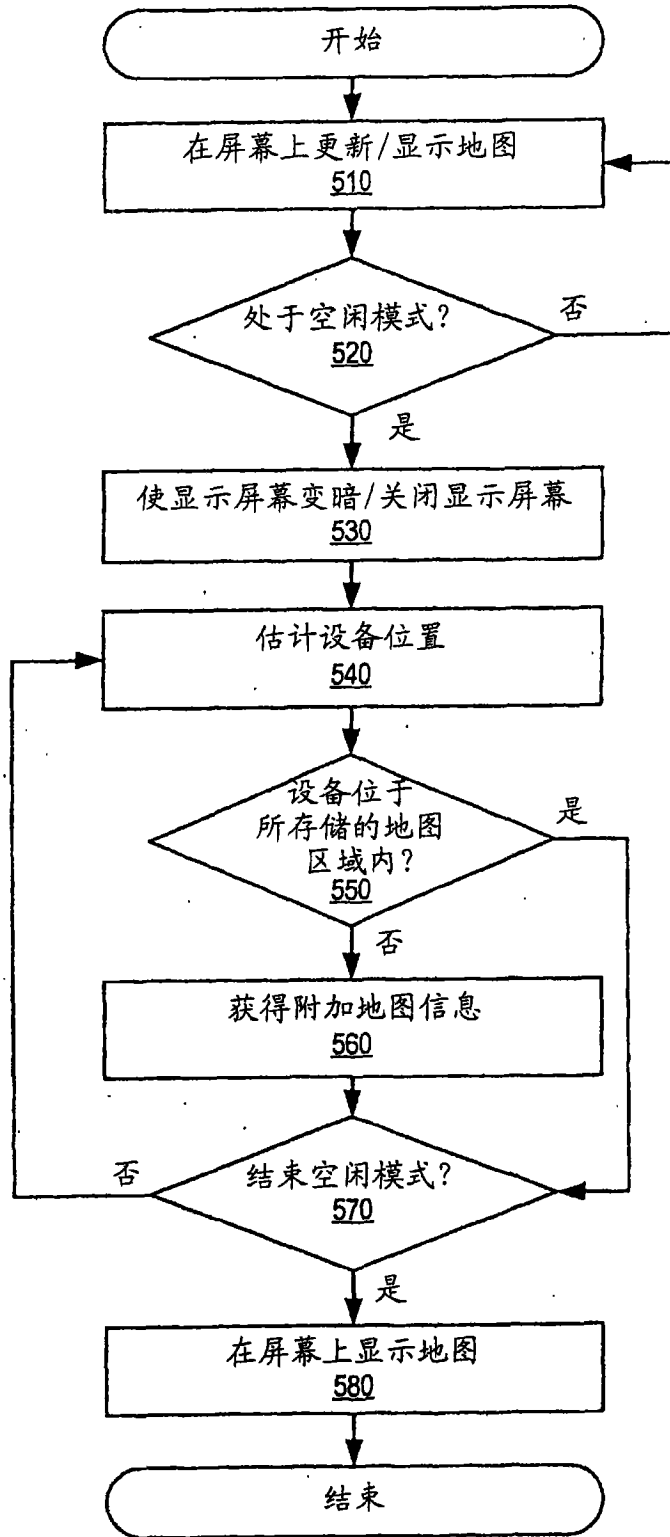 开始
在屏幕上更新/显示地图
510
处于空闲模式?
520
否
是
使显示屏幕变暗/关闭显示屏幕
530
估计设备位置
540
设备位于
所存储的地图
区域内?
550
是
否
获得附加地图信息
560
结束空闲模式?
570
否
是
在屏幕上显示地图
580
结束